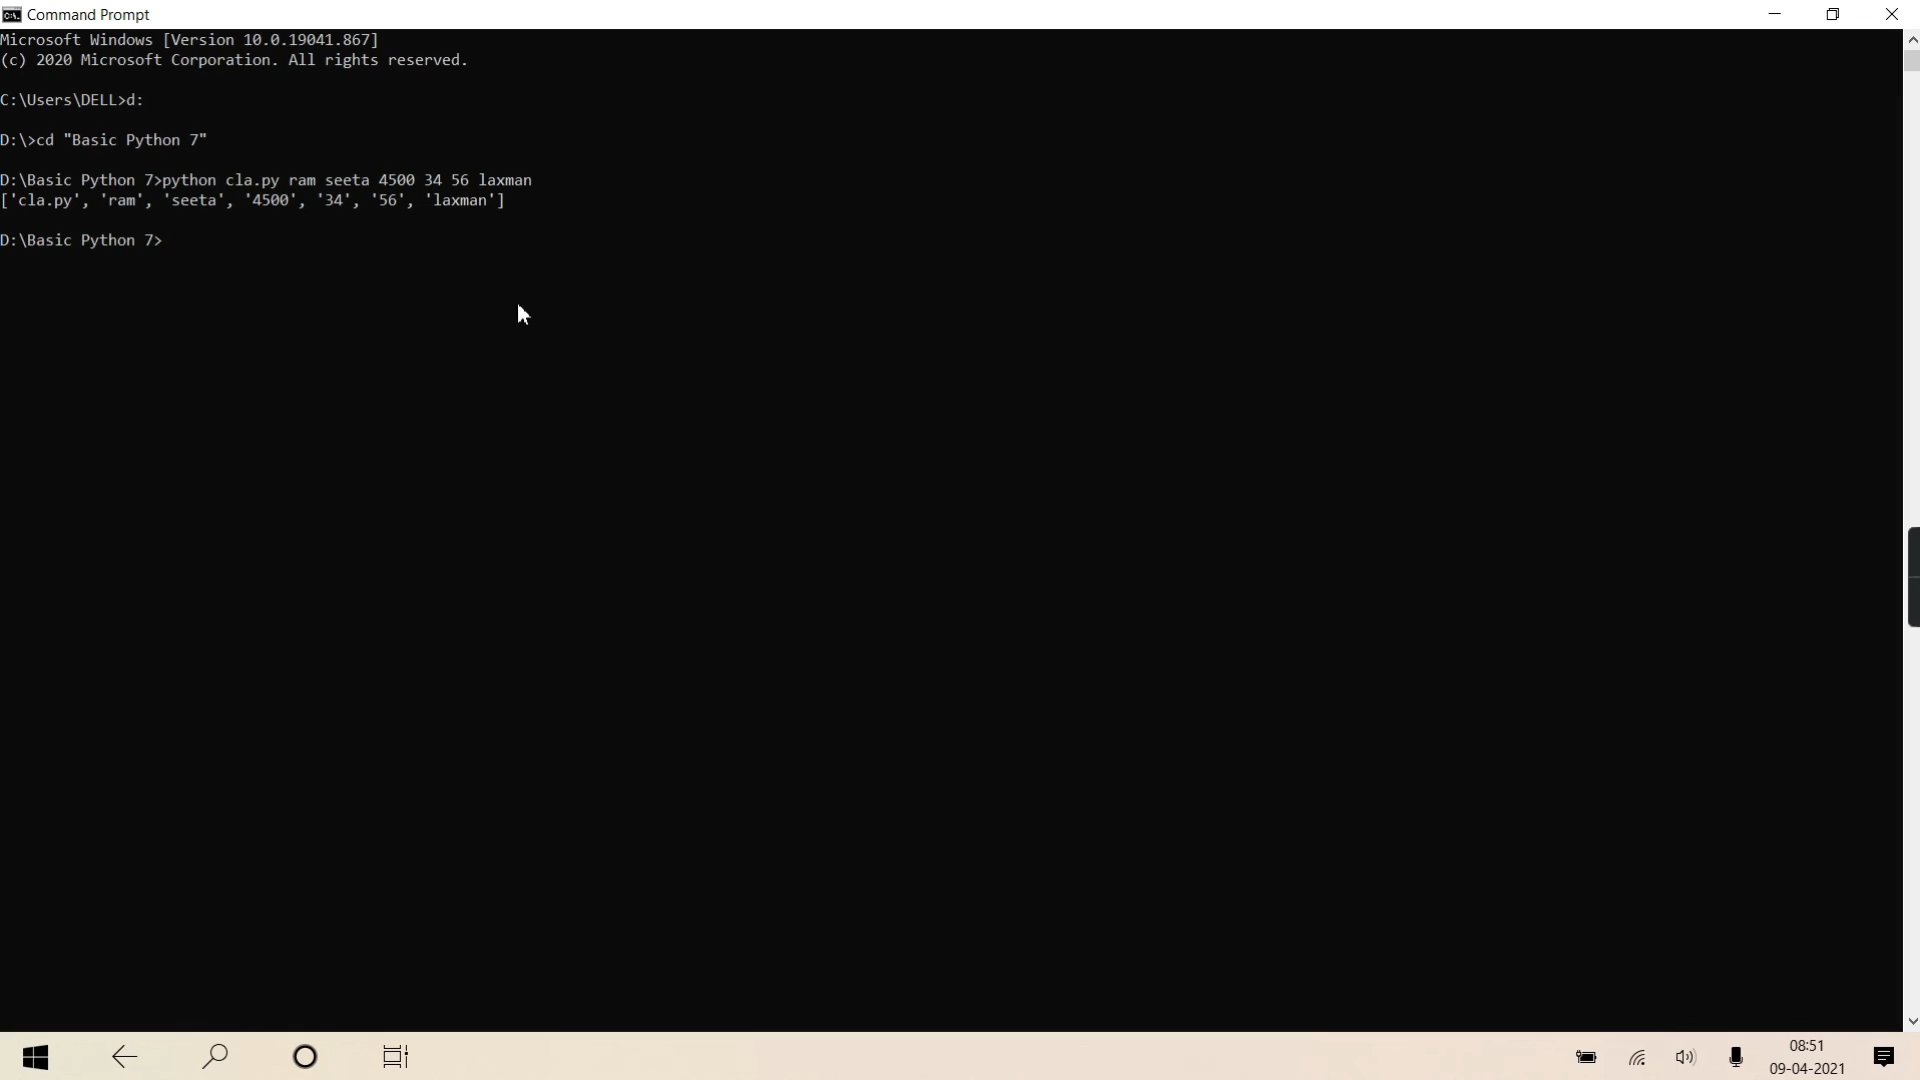 Command Prompt
Microsoft Windows [Version 10.0.19041.867]
(c) 2020 Microsoft Corporation. All rights reserved.
C:\Users\DELL>d:
D:\>cd "Basic Python 7"
D:\Basic Python 7>python cla.py ram seeta 4500 34 56 laxman
['cla.py', 'ram', 'seeta', '4500', '34', '56', 'laxman']
D:\Basic Python 7>
08:51
09-04-2021